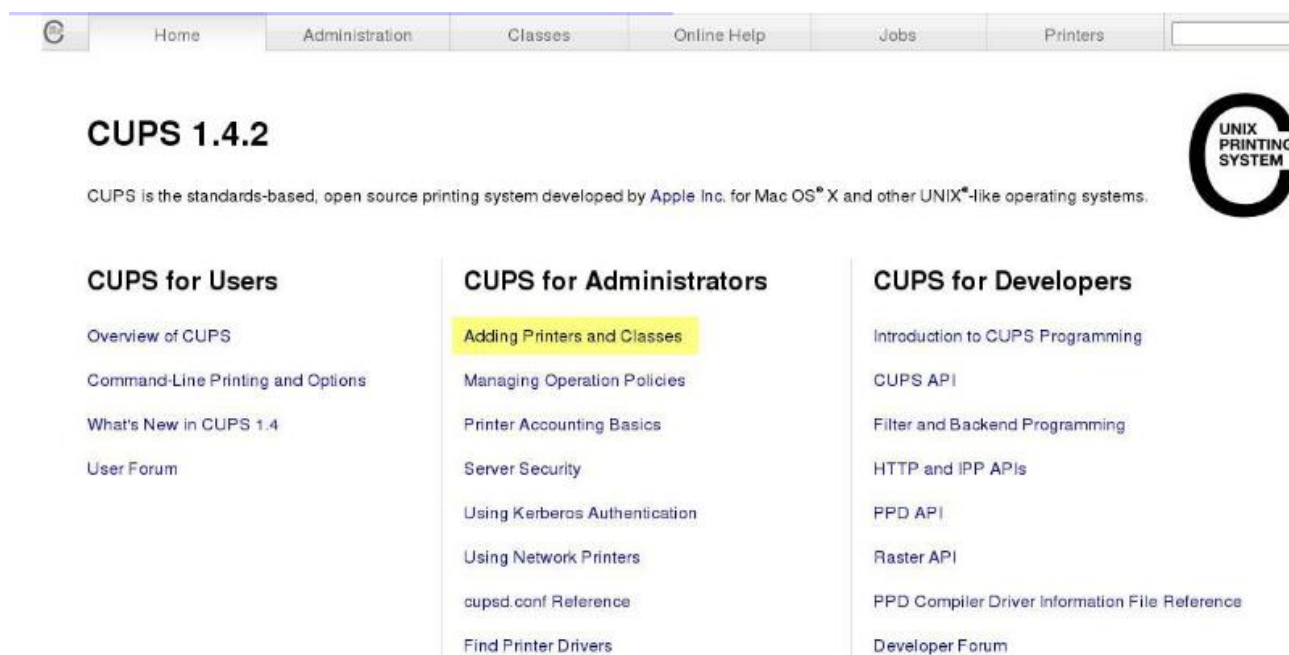 Home Administration Classes Online Help Jobs Printers
CUPS 1.4.2
UNIX
PRINTING
SYSTEM
CUPS is the standards-based, open source printing system developed by Apple Inc. for Mac OS® X and other UNIX®-like operating systems.
CUPS for Users
Overview of CUPS
Command-Line Printing and Options
What's New in CUPS 1.4
User Forum
CUPS for Administrators
Adding Printers and Classes
Managing Operation Policies
Printer Accounting Basics
Server Security
Using Kerberos Authentication
Using Network Printers
cupsd.conf Reference
Find Printer Drivers
CUPS for Developers
Introduction to CUPS Programming
CUPS API
Filter and Backend Programming
HTTP and IPP APIs
PPD API
Raster API
PPD Compiler Driver Information File Reference
Developer Forum